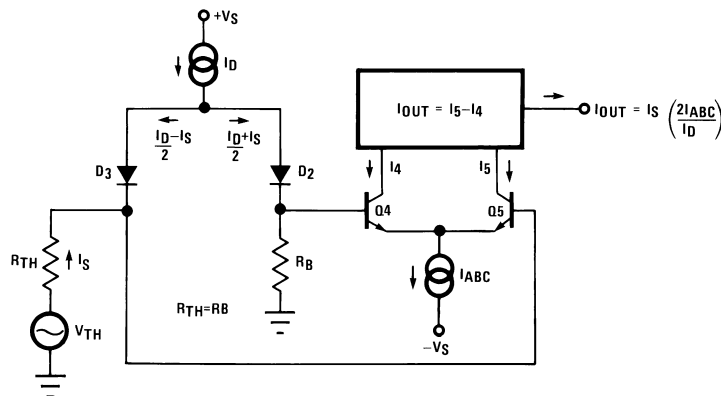 +VS
ID
IOUT = I5–I4
IOUT = IS (2IABC/ID)
ID/2 –IS
ID/2 +IS
I4
I5
D3
D2
Q4
Q5
RTH
IS
RB
IABC
RTH=RB
VTH
–VS